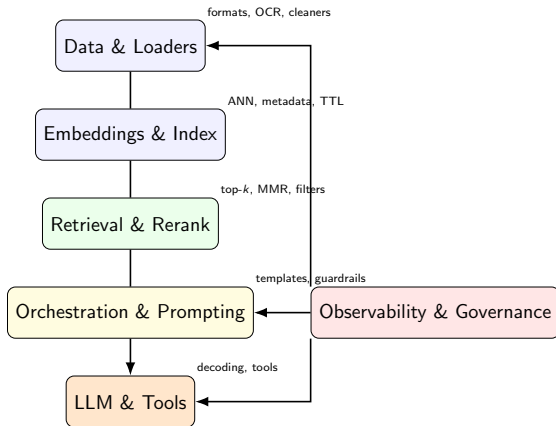 formats, OCR, cleaners
Data & Loaders
ANN, metadata, TTL
Embeddings & Index
top-k, MMR, filters
Retrieval & Rerank
templates, guardrails
Orchestration & Prompting
Observability & Governance
decoding, tools
LLM & Tools